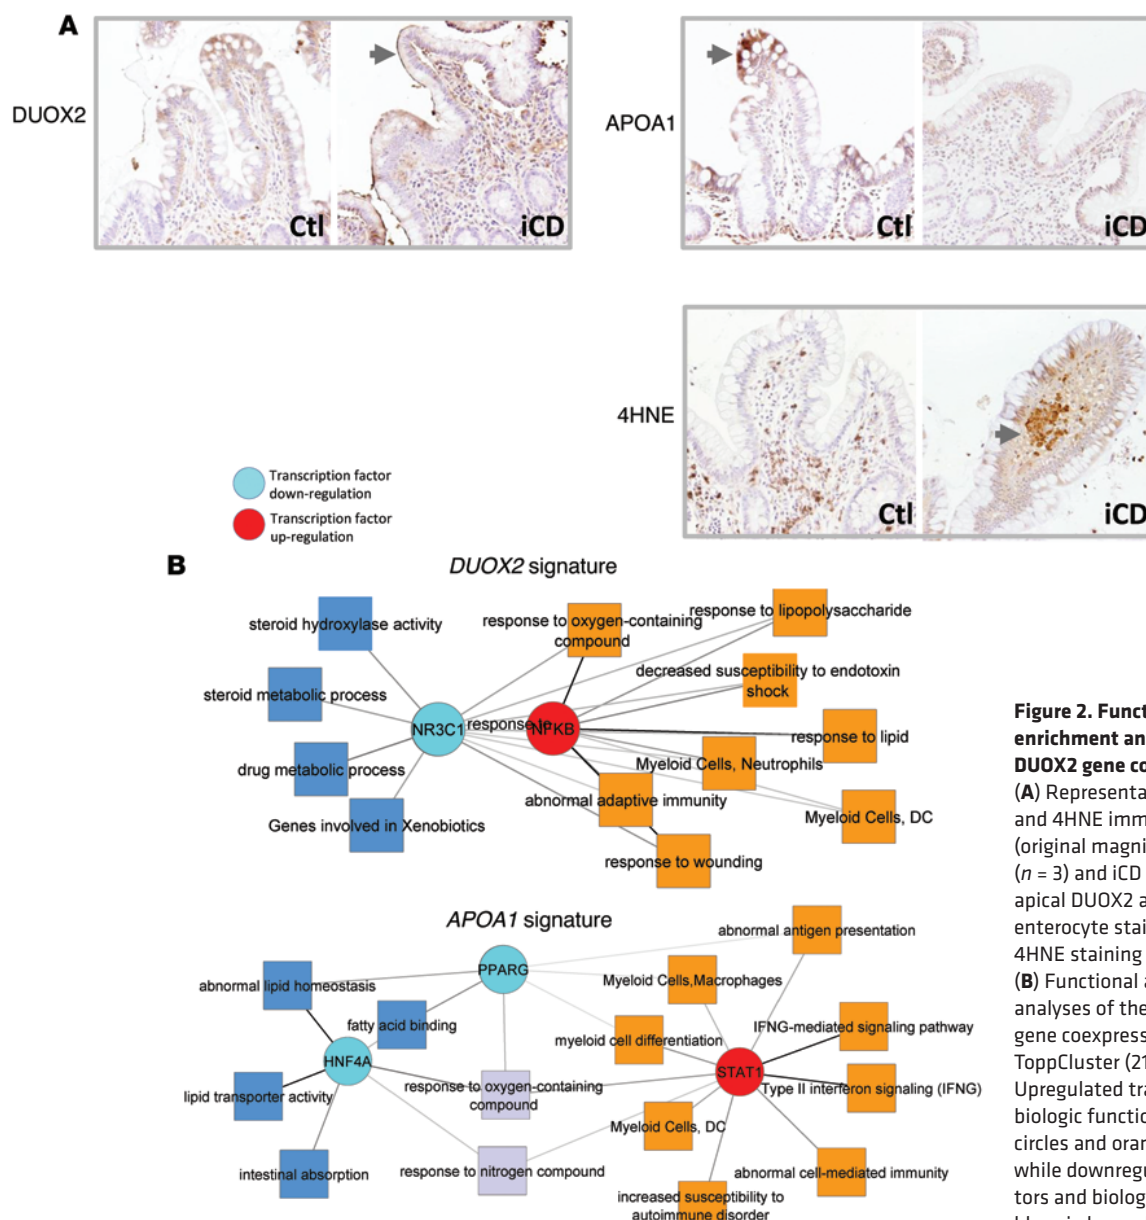 A
DUOX2
Ctl
iCD
APOA1
Ctl
iCD
4HNE
Ctl
iCD
Transcription factor
down-regulation
Transcription factor
up-regulation
B
DUOX2 signature
steroid hydroxylase activity
response to oxygen-containing
compound
response to lipopolysaccharide
steroid metabolic process
decreased susceptibility to endotoxin
shock
NR3C1
response to
NFKB
response to lipid
drug metabolic process
Myeloid Cells, Neutrophils
Genes involved in Xenobiotics
abnormal adaptive immunity
Myeloid Cells, DC
response to wounding
APOA1 signature
abnormal antigen presentation
PPARG
abnormal lipid homeostasis
Myeloid Cells,Macrophages
fatty acid binding
IFNG-mediated signaling pathway
myeloid cell differentiation
HNF4A
STAT1
lipid transporter activity
response to oxygen-containing
compound
Type II interferon signaling (IFNG)
Myeloid Cells, DC
intestinal absorption
response to nitrogen compound
abnormal cell-mediated immunity
increased susceptibility to
autoimmune disorder
Figure 2. Funct
enrichment an
DUOX2 gene co
(A) Representa
and 4HNE imm
(original magni
(n = 3) and iCD
apical DUOX2 a
enterocyte stai
4HNE staining
(B) Functional a
analyses of the
gene coexpress
ToppCluster (21
Upregulated tra
biologic functio
circles and oran
while downregu
tors and biolog